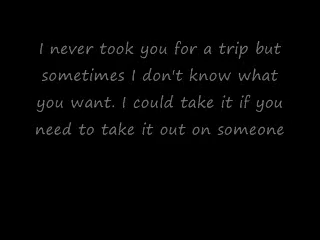 I never took you for a trip but
sometimes I don't know what
you want. I could take it if you
need to take it out on someone